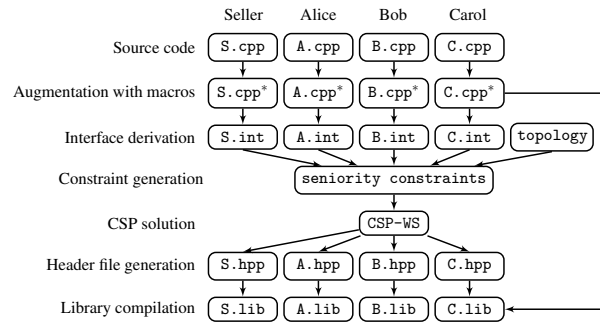 Seller Alice Bob Carol
Source code S.cpp A.cpp B.cpp C.cpp
Augmentation with macros S.cpp* A.cpp* B.cpp* C.cpp*
Interface derivation S.int A.int B.int C.int topology
Constraint generation seniority constraints
CSP solution CSP-WS
Header file generation S.hpp A.hpp B.hpp C.hpp
Library compilation S.lib A.lib B.lib C.lib